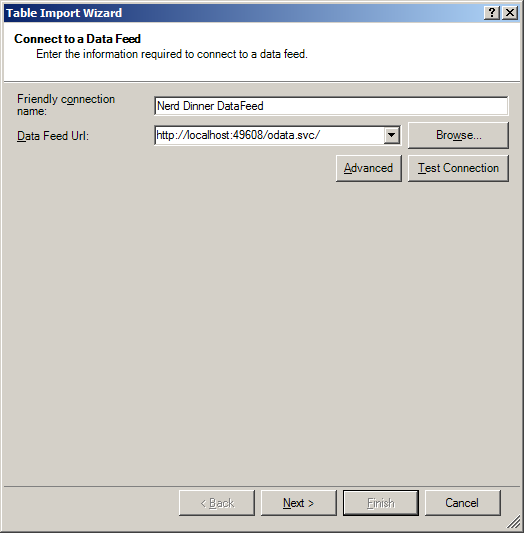 Table Import Wizard
Connect to a Data Feed
Enter the information required to connect to a data feed.
Friendly connection
name:
Nerd Dinner DataFeed
Data Feed Url:
http://localhost:49608/odata.svc/
Browse...
Advanced
Test Connection
< Back
Next >
Finish
Cancel